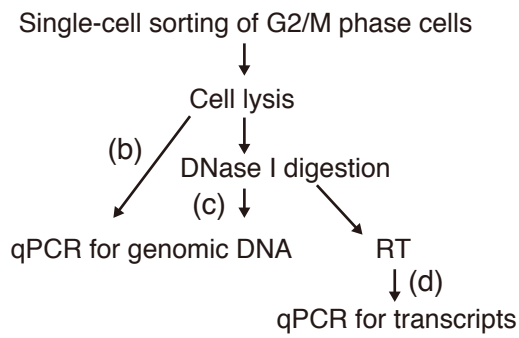 Single-cell sorting of G2/M phase cells
Cell lysis
(b)
DNase I digestion
(c)
qPCR for genomic DNA
RT
(d)
qPCR for transcripts